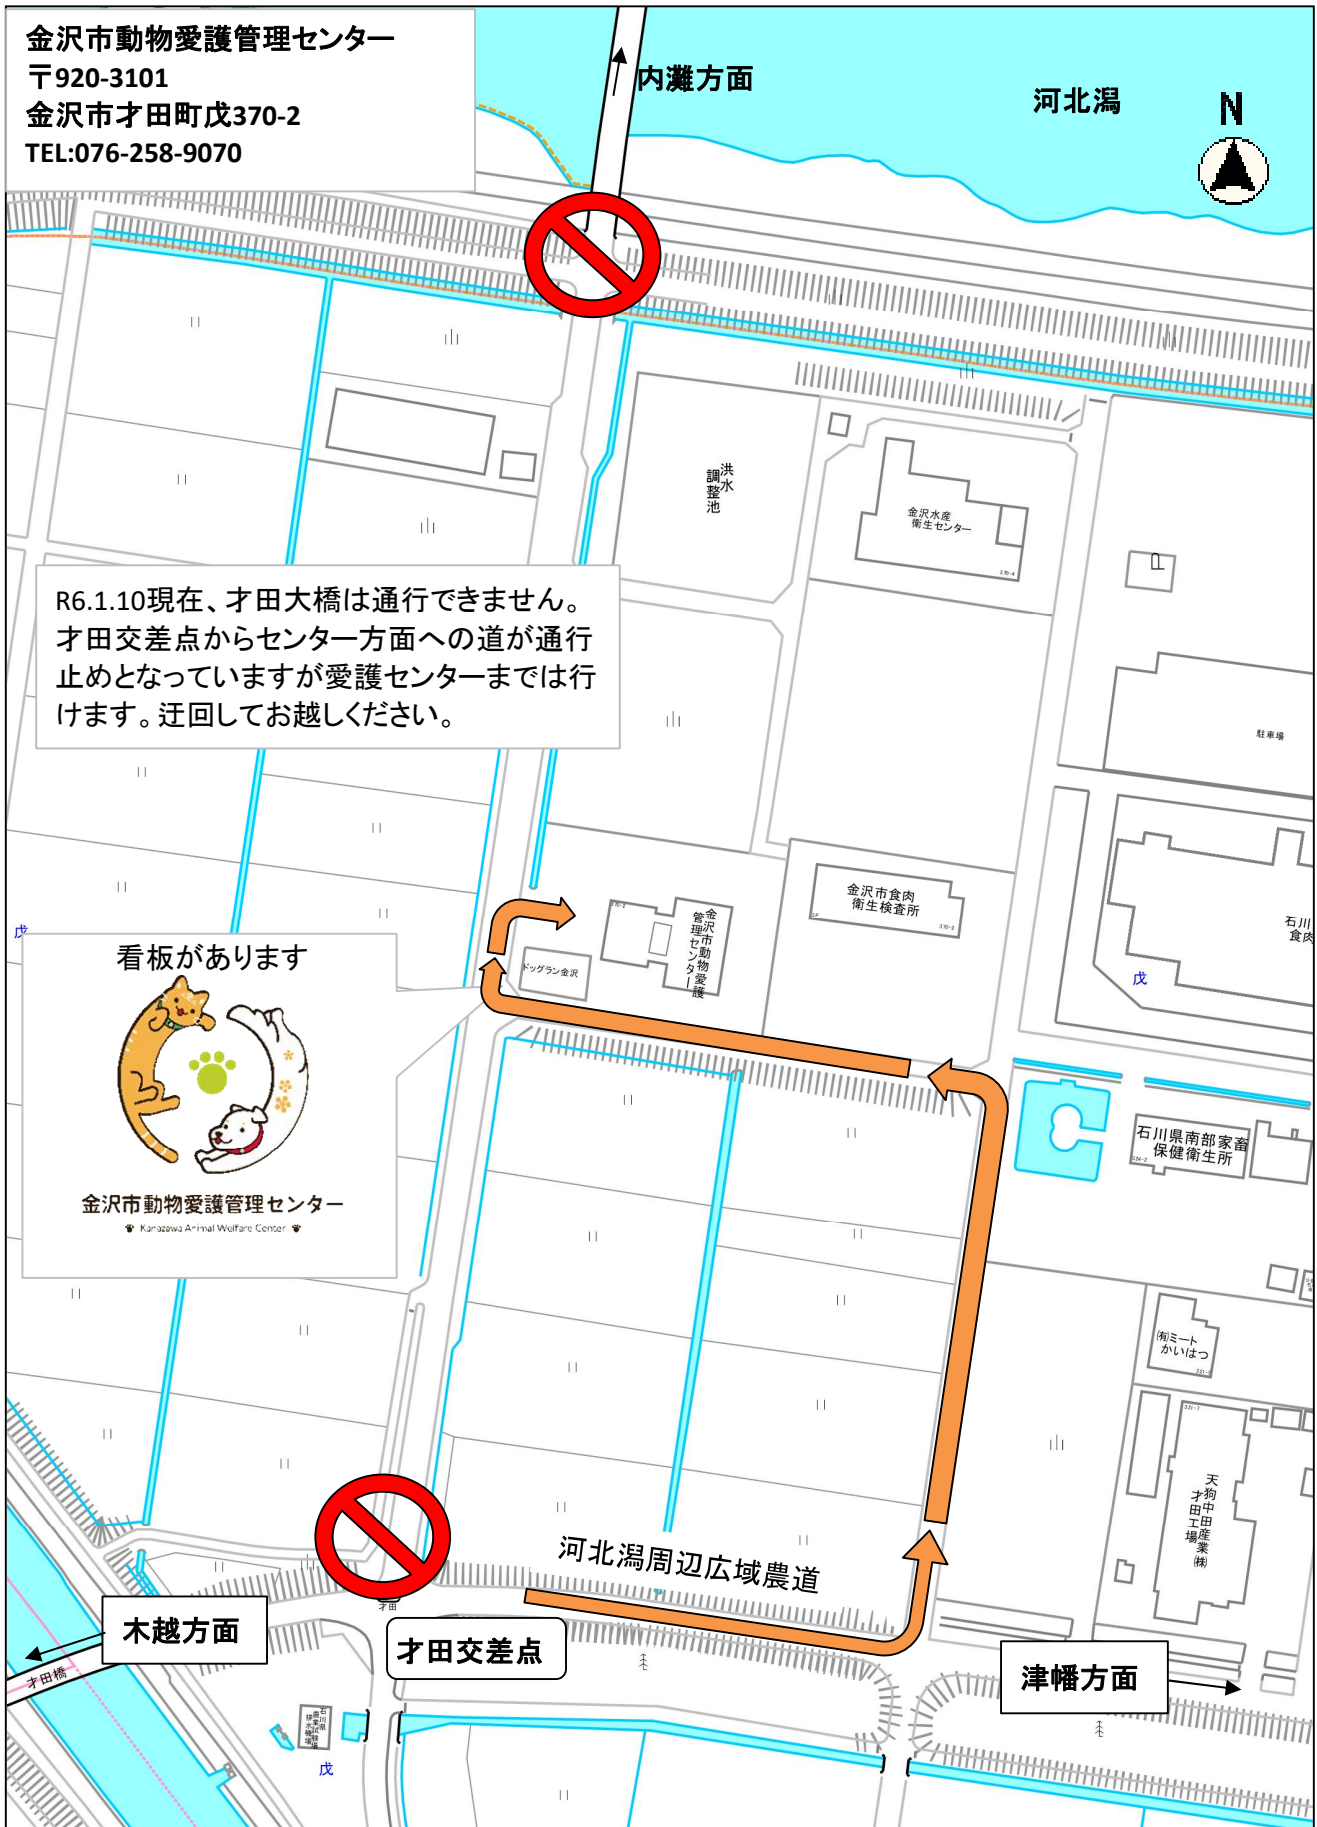 金沢市動物愛護管理センター
〒920-3101
金沢市才田町戊370-2
TEL:076-258-9070
内灘方面
河北潟
N
洪水
調整池
金沢水産
衛生センター
370-4
R6.1.10現在、才田大橋は通行できません。
才田交差点からセンター方面への道が通行
止めとなっていますが愛護センターまでは行
けます。迂回してお越しください。
駐車場
金沢市食肉
衛生検査所
370-2
金沢市動物愛護
管理センター
370-2
ドッグラン金沢
石川
食肉
戊
戊
看板があります
金沢市動物愛護管理センター
Kanazawa Animal Welfare Center
石川県南部家畜
保健衛生所
324-2
㈲ミート
かいはつ
321-7
天狗中田産業㈱
才田工場
河北潟周辺広域農道
才田
木越方面
才田交差点
津幡方面
才田橋
戊